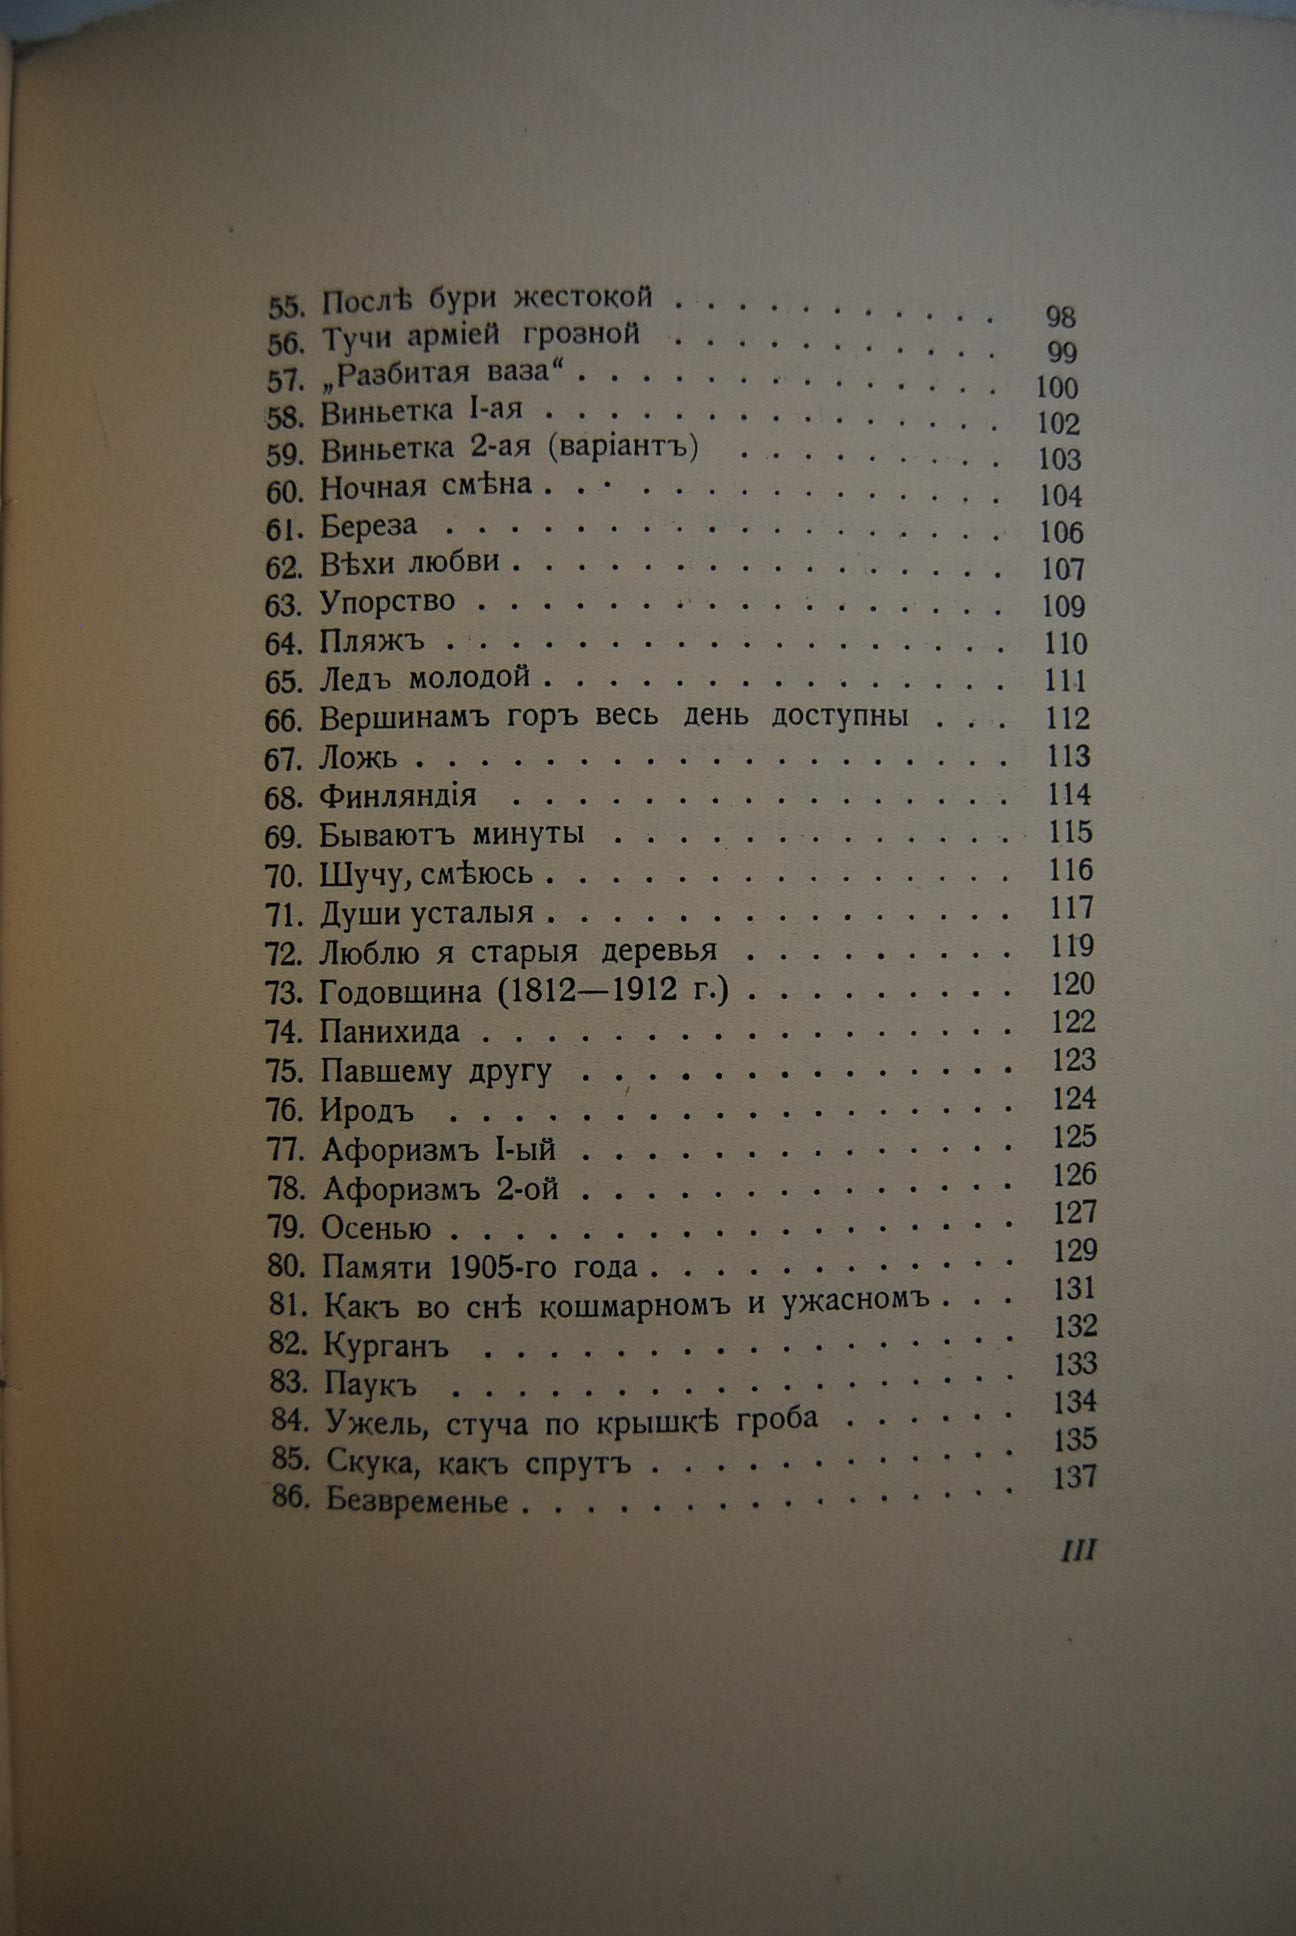 55. Послѣ бури жестокой . . . . . . . . . . 98
56. Тучи арміей грозной . . . . . . . . . . 99
57. „Разбитая ваза“ . . . . . . . . . . . . . 100
58. Виньетка I-ая . . . . . . . . . . . . . . 102
59. Виньетка 2-ая (варіантъ) . . . . . . . . 103
60. Ночная смѣна . . . . . . . . . . . . . . 104
61. Береза . . . . . . . . . . . . . . . . . 106
62. Вѣхи любви . . . . . . . . . . . . . . . 107
63. Упорство . . . . . . . . . . . . . . . . 109
64. Пляжъ . . . . . . . . . . . . . . . . . 110
65. Ледъ молодой . . . . . . . . . . . . . . 111
66. Вершинамъ горъ весь день доступны . . . 112
67. Ложь . . . . . . . . . . . . . . . . . . 113
68. Финляндія . . . . . . . . . . . . . . . 114
69. Бываютъ минуты . . . . . . . . . . . . 115
70. Шучу, смѣюсь . . . . . . . . . . . . . . 116
71. Души усталыя . . . . . . . . . . . . . . 117
72. Люблю я старыя деревья . . . . . . . . 119
73. Годовщина (1812—1912 г.) . . . . . . . . 120
74. Панихида . . . . . . . . . . . . . . . . 122
75. Павшему другу . . . . . . . . . . . . . 123
76. Иродъ . . . . . . . . . . . . . . . . . 124
77. Афоризмъ I-ый . . . . . . . . . . . . . 125
78. Афоризмъ 2-ой . . . . . . . . . . . . . 126
79. Осенью . . . . . . . . . . . . . . . . . 127
80. Памяти 1905-го года . . . . . . . . . . . 129
81. Какъ во снѣ кошмарномъ и ужасномъ . . . 131
82. Курганъ . . . . . . . . . . . . . . . . 132
83. Паукъ . . . . . . . . . . . . . . . . . 133
84. Ужель, стуча по крышкѣ гроба . . . . . . 134
85. Скука, какъ спрутъ . . . . . . . . . . . 135
86. Безвременье . . . . . . . . . . . . . . . 137
III